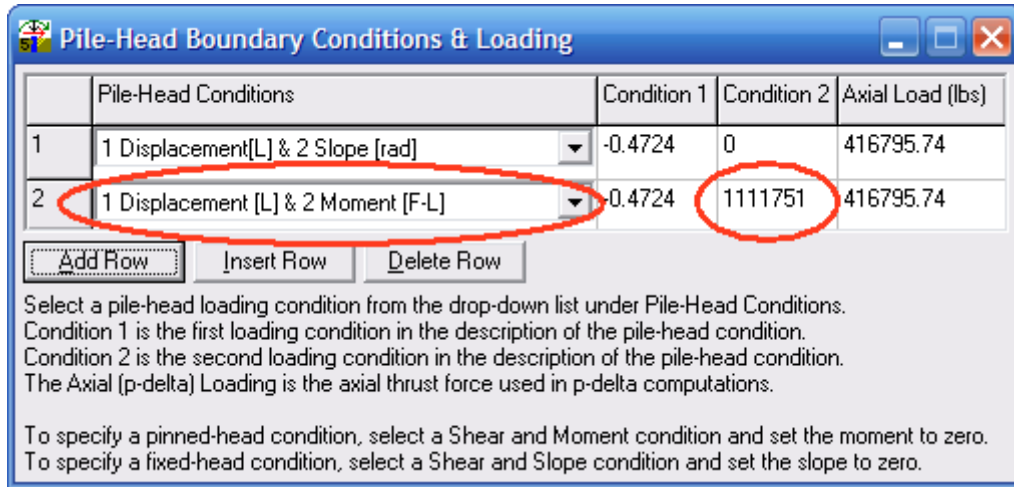 Pile-Head Boundary Conditions & Loading
Pile-Head Conditions Condition 1 Condition 2 Axial Load (lbs)
1 1 Displacement[L] & 2 Slope [rad] -0.4724 0 416795.74
2 1 Displacement [L] & 2 Moment [F-L] -0.4724 1111751 416795.74
Add Row Insert Row Delete Row
Select a pile-head loading condition from the drop-down list under Pile-Head Conditions.
Condition 1 is the first loading condition in the description of the pile-head condition.
Condition 2 is the second loading condition in the description of the pile-head condition.
The Axial (p-delta) Loading is the axial thrust force used in p-delta computations.
To specify a pinned-head condition, select a Shear and Moment condition and set the moment to zero.
To specify a fixed-head condition, select a Shear and Slope condition and set the slope to zero.